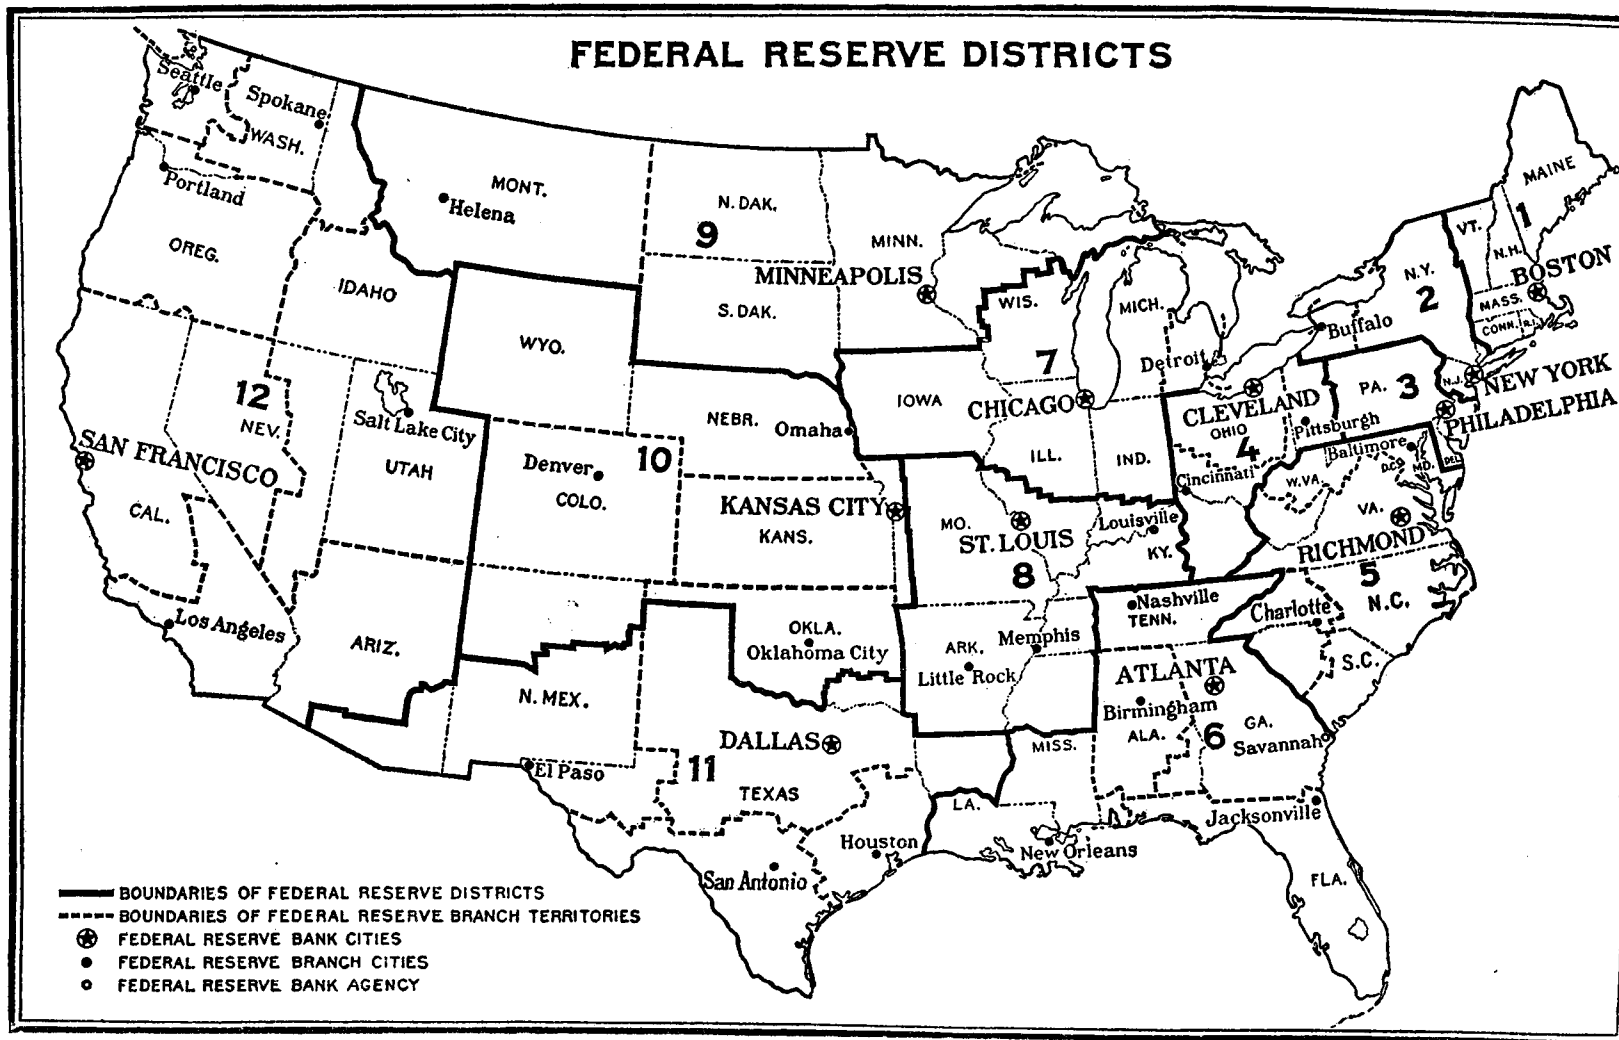 FEDERAL RESERVE DISTRICTS
Seattle
Spokane
WASH.
Portland
OREG.
MONT.
Helena
IDAHO
N. DAK.
9
MINN.
MINNEAPOLIS
S. DAK.
WIS.
MICH.
7
Detroit
MAINE
1
VT.
N.H.
BOSTON
N.Y.
2
MASS.
CONN.
R.I.
Buffalo
WYO.
12
NEV.
Salt Lake City
UTAH
SAN FRANCISCO
CAL.
IOWA
CHICAGO
NEBR.
Omaha
ILL.
IND.
CLEVELAND
OHIO
4
Cincinnati
Pittsburgh
PA.
3
N.J.
NEW YORK
PHILADELPHIA
Baltimore
D.C.
MD.
DEL.
W.VA.
VA.
RICHMOND
5
N.C.
Denver
10
COLO.
KANSAS CITY
KANS.
MO.
ST. LOUIS
Louisville
KY.
8
Los Angeles
ARIZ.
OKLA.
Oklahoma City
ARK.
Memphis
Little Rock
Nashville
TENN.
Charlotte
S.C.
N. MEX.
DALLAS
El Paso
11
TEXAS
ATLANTA
Birmingham
ALA.
6
GA.
Savannah
MISS.
LA.
New Orleans
Jacksonville
FLA.
Houston
San Antonio
BOUNDARIES OF FEDERAL RESERVE DISTRICTS
BOUNDARIES OF FEDERAL RESERVE BRANCH TERRITORIES
FEDERAL RESERVE BANK CITIES
FEDERAL RESERVE BRANCH CITIES
FEDERAL RESERVE BANK AGENCY